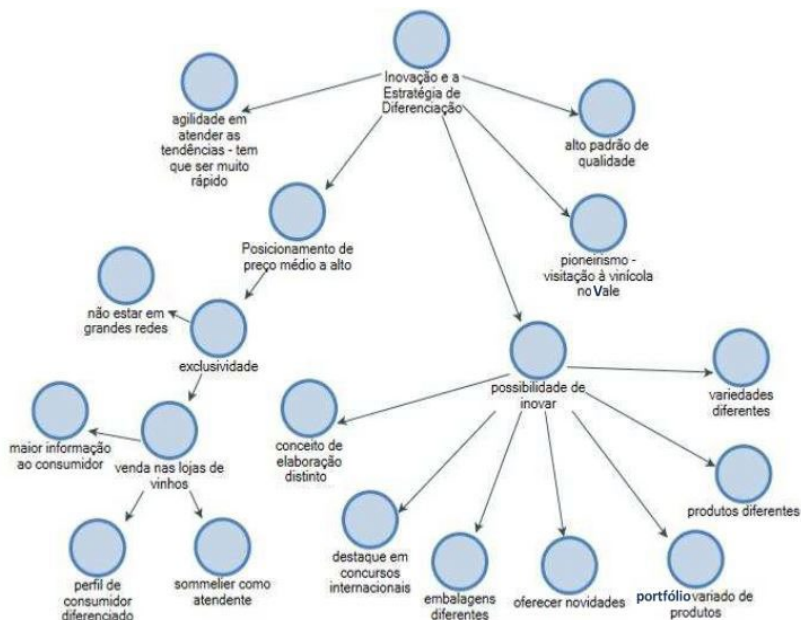 Inovação e a
Estratégia de
Diferenciação
agilidade em
atender as
tendências - tem
que ser muito
rápido
alto padrão de
qualidade
Posicionamento de
preço médio a alto
pioneirismo -
visitação à vinícola
no Vale
não estar em
grandes redes
exclusividade
possibilidade de
inovar
variedades
diferentes
maior informação
ao consumidor
venda nas lojas de
vinhos
conceito de
elaboração
distinto
produtos diferentes
perfil de
consumidor
diferenciado
sommelier como
atendente
destaque em
concursos
internacionais
embalagens
diferentes
oferecer novidades
portfólio variado de
produtos